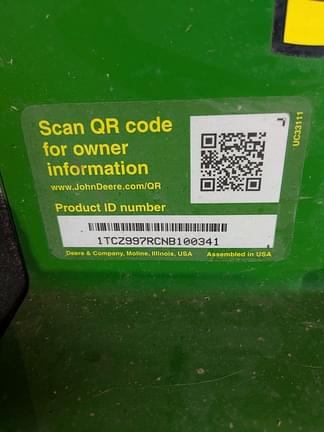 Scan QR code
for owner
information
www.JohnDeere.com/QR
Product ID number
1TCZ997RCNB100341
Deere & Company, Moline, Illinois, USA Assembled in USA
UC33111